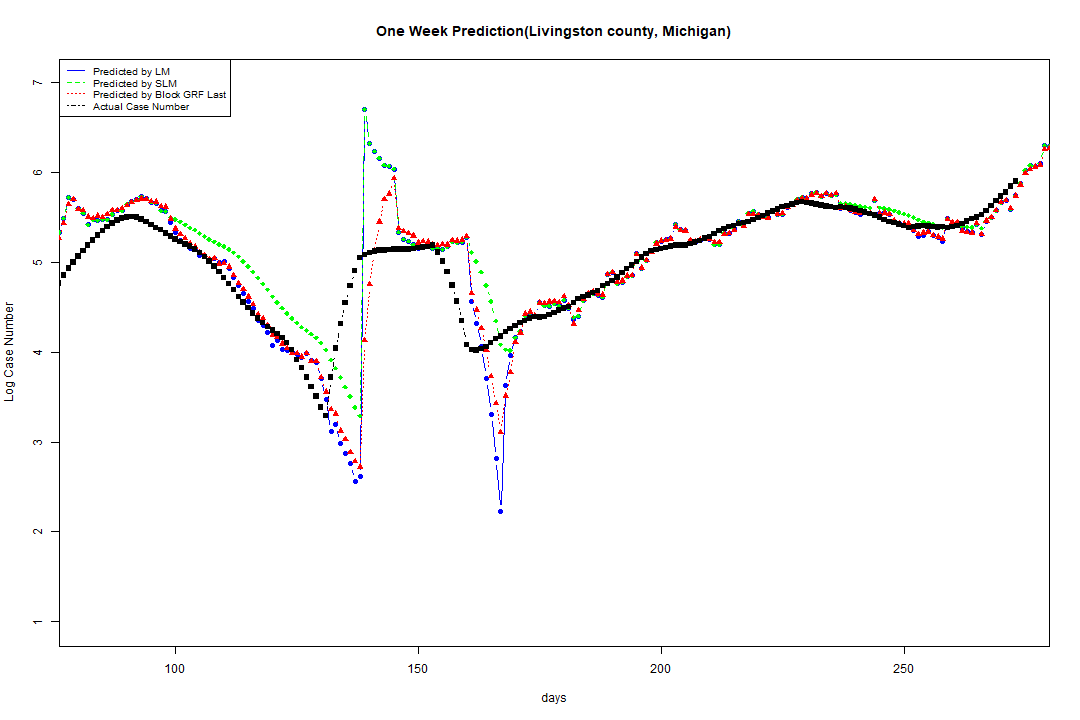 One Week Prediction(Livingston county, Michigan)
Predicted by LM
Predicted by SLM
Predicted by Block GRF Last
Actual Case Number
Log Case Number
7
6
5
4
3
2
1
100
150
200
250
days